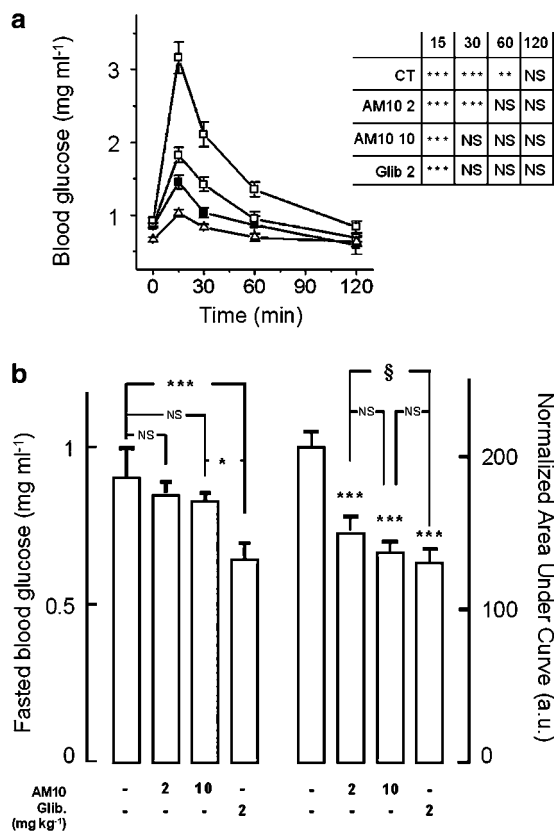 a
Blood glucose (mg ml-1)
3
2
1
0 30 60 90 120
Time (min)
15 30 60 120
CT *** *** ** NS
AM10 2 *** *** NS NS
AM10 10 *** NS NS NS
Glib 2 *** NS NS NS
b
Fasted blood glucose (mg ml-1)
1
0.5
0
***
NS
NS
*
§
NS NS
***
***
***
200
100
0
Normalized Area Under Curve (a.u.)
AM10 - 2 10 - - 2 10 -
Glib. - - - 2 - - - 2
(mg kg-1)